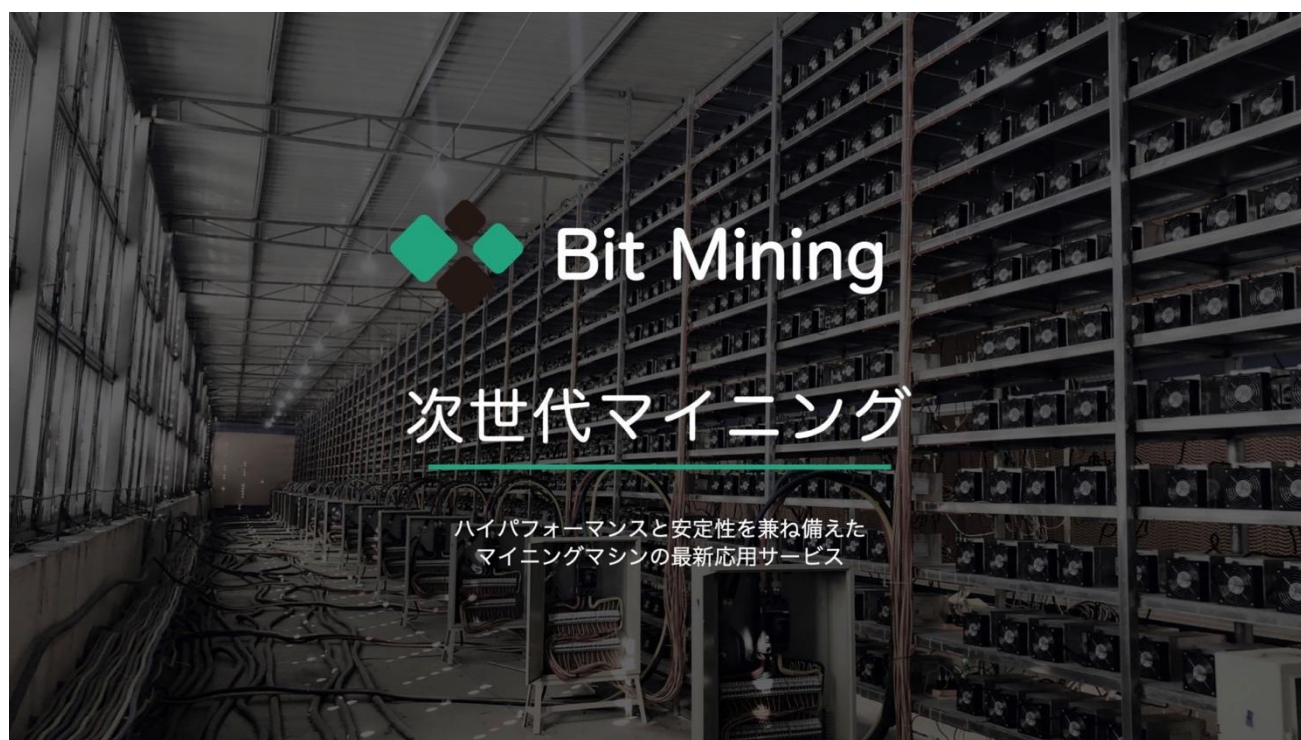 Bit Mining
次世代マイニング
ハイパフォーマンスと安定性を兼ね備えた
マイニングマシンの最新応用サービス